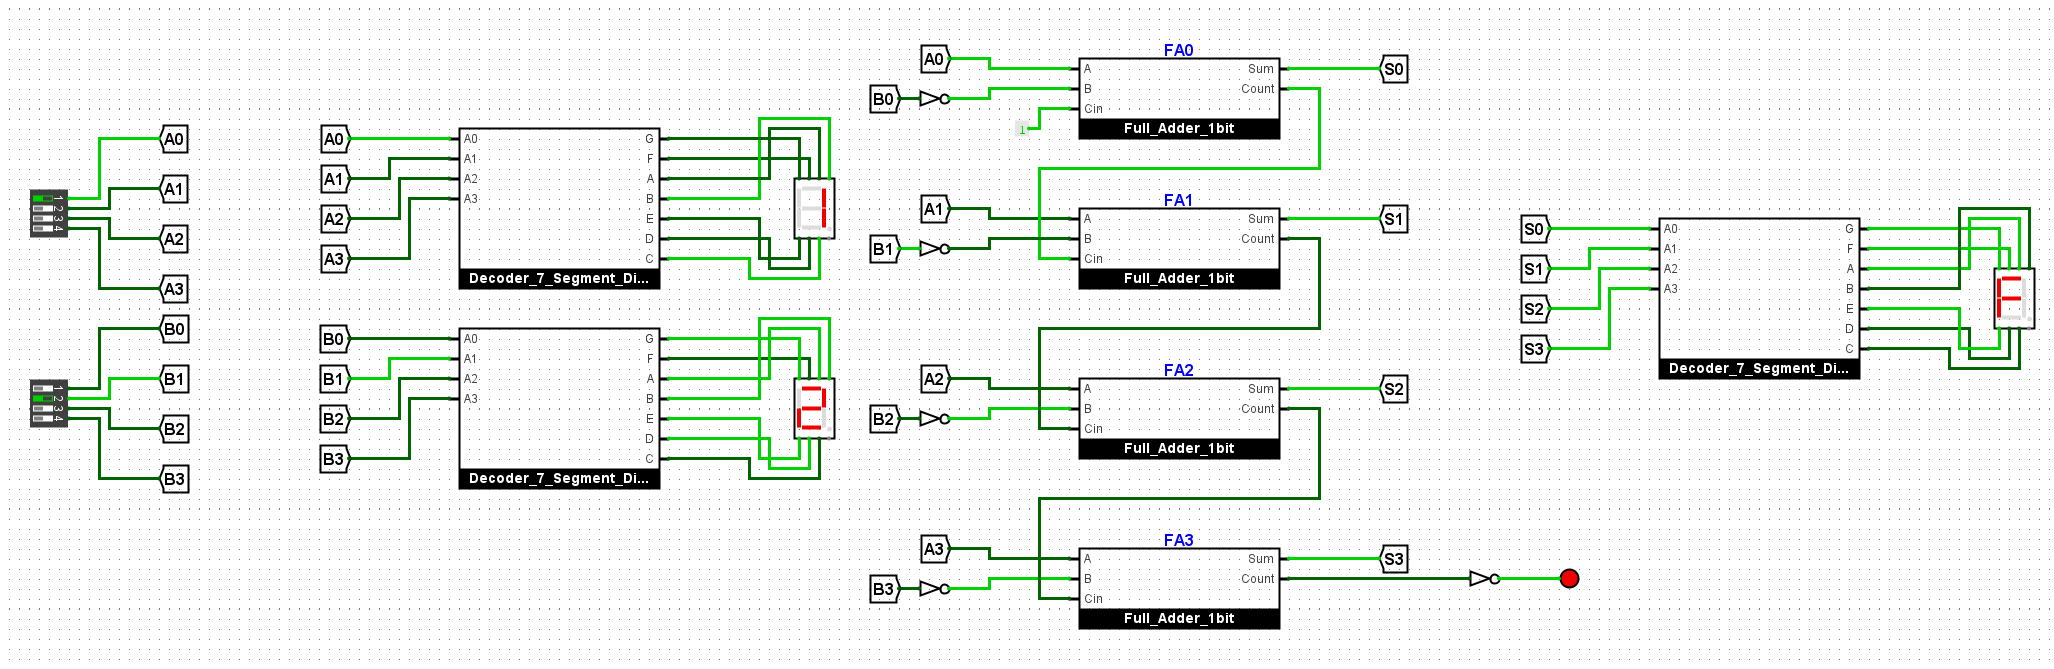 A0
A1
A2
A3
B0
B1
B2
B3
A0
A1
A2
A3
A0
A1
A2
A3
G
F
A
B
E
D
C
Decoder_7_Segment_Di...
B0
B1
B2
B3
A0
A1
A2
A3
G
F
A
B
E
D
C
Decoder_7_Segment_Di...
FA0
A0
B0
1
A
B
Cin
Sum
Count
Full_Adder_1bit
S0
FA1
A1
B1
A
B
Cin
Sum
Count
Full_Adder_1bit
S1
FA2
A2
B2
A
B
Cin
Sum
Count
Full_Adder_1bit
S2
FA3
A3
B3
A
B
Cin
Sum
Count
Full_Adder_1bit
S3
S0
S1
S2
S3
A0
A1
A2
A3
G
F
A
B
E
D
C
Decoder_7_Segment_Di...